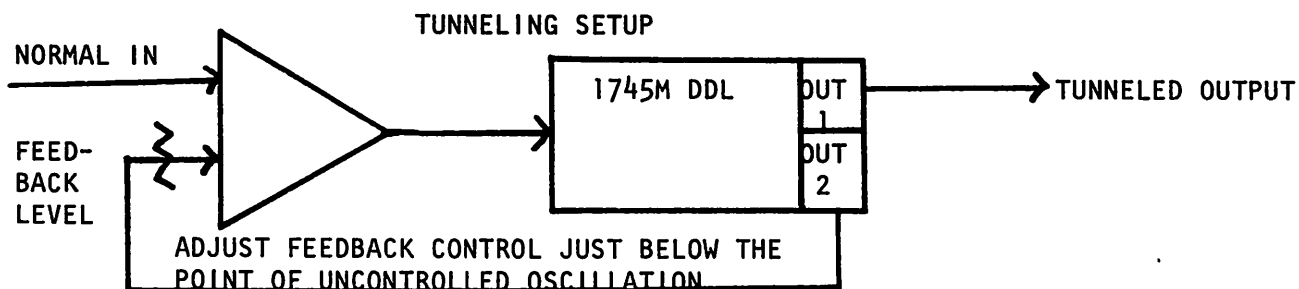 TUNNELING SETUP
NORMAL IN
1745M DDL
OUT
1
TUNNELED OUTPUT
OUT
2
FEED-
BACK
LEVEL
ADJUST FEEDBACK CONTROL JUST BELOW THE
POINT OF UNCONTROLLED OSCILLATION